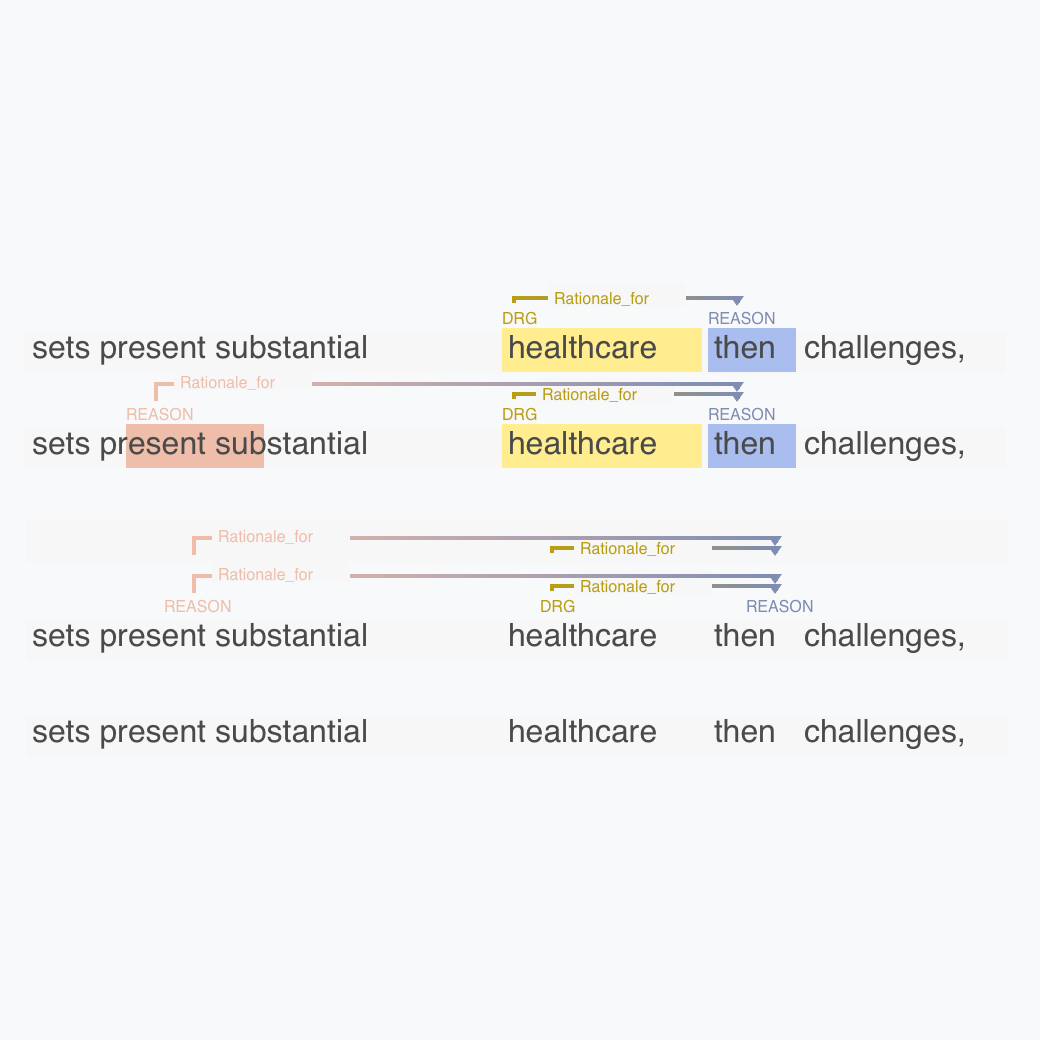 Rationale_for
DRG REASON
sets present substantial healthcare then challenges,
Rationale_for
Rationale_for
REASON DRG REASON
sets present substantial healthcare then challenges,
Rationale_for
Rationale_for
Rationale_for
Rationale_for
REASON DRG REASON
sets present substantial healthcare then challenges,
sets present substantial healthcare then challenges,